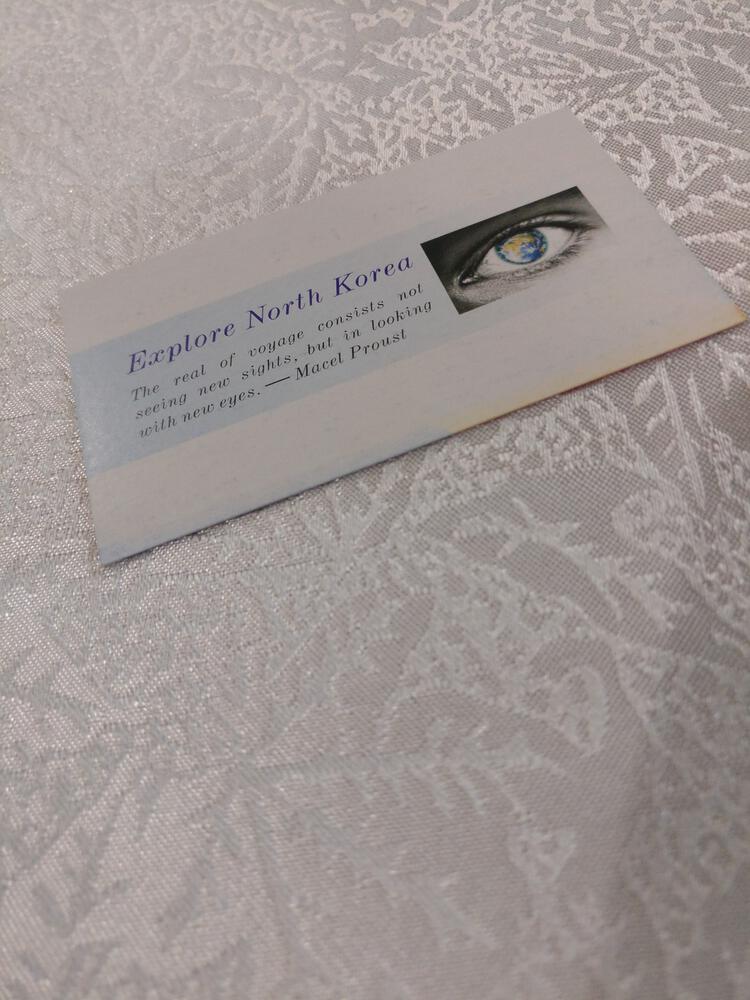 Explore North Korea
The real of voyage consists not
seeing new sights, but in looking
with new eyes. — Macel Proust